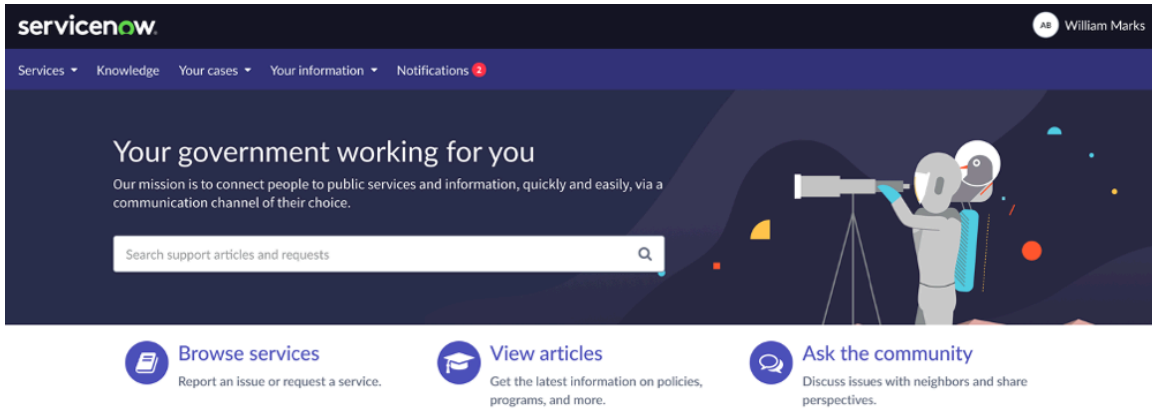 servicenow.
AB William Marks
Services Knowledge Your cases Your information Notifications 2
Your government working for you
Our mission is to connect people to public services and information, quickly and easily, via a
communication channel of their choice.
Search support articles and requests
Browse services
Report an issue or request a service.
View articles
Get the latest information on policies,
programs, and more.
Ask the community
Discuss issues with neighbors and share
perspectives.